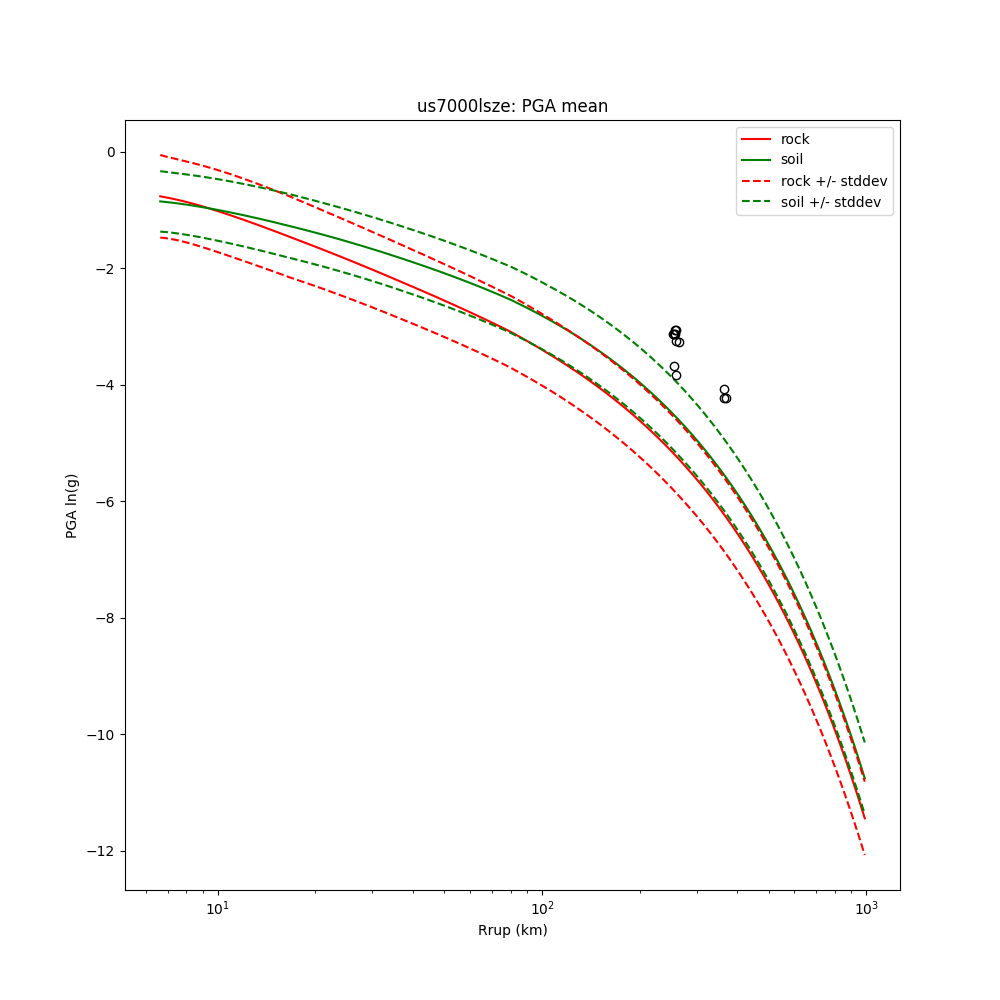 us7000lsze: PGA mean
rock
soil
rock +/- stddev
soil +/- stddev
0
−2
−4
−6
−8
−10
−12
PGA ln(g)
10¹ 10² 10³
Rrup (km)